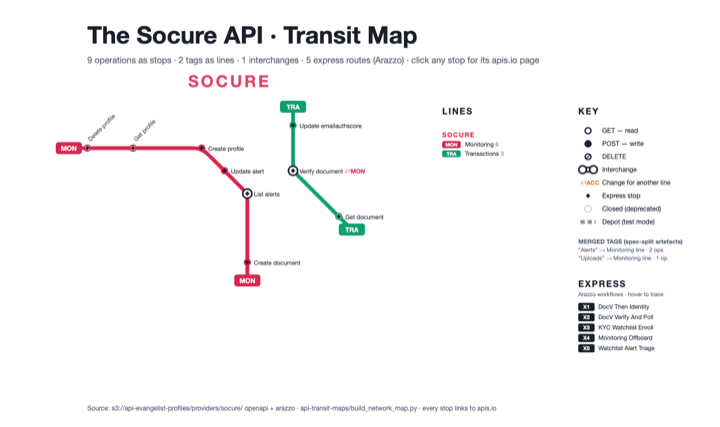 The Socure API · Transit Map
9 operations as stops · 2 tags as lines · 1 interchanges · 5 express routes (Arazzo) · click any stop for its apis.io page
SOCURE
TRA
Delete profile
Get profile
Update emailauthscore
MON
Create profile
Update alert
Verify document ⇄MON
List alerts
Get document
TRA
Create document
MON
LINES
SOCURE
MON Monitoring 6
TRA Transactions 3
KEY
GET — read
POST — write
DELETE
Interchange
⇄ACC Change for another line
Express stop
Closed (deprecated)
Depot (test mode)
MERGED TAGS (spec-split artefacts)
"Alerts" → Monitoring line · 2 ops
"Uploads" → Monitoring line · 1 op
EXPRESS
Arazzo workflows · hover to trace
X1 DocV Then Identity
X2 DocV Verify And Poll
X3 KYC Watchlist Enroll
X4 Monitoring Offboard
X5 Watchlist Alert Triage
Source: s3://api-evangelist-profiles/providers/socure/ openapi + arazzo · api-transit-maps/build_network_map.py · every stop links to apis.io